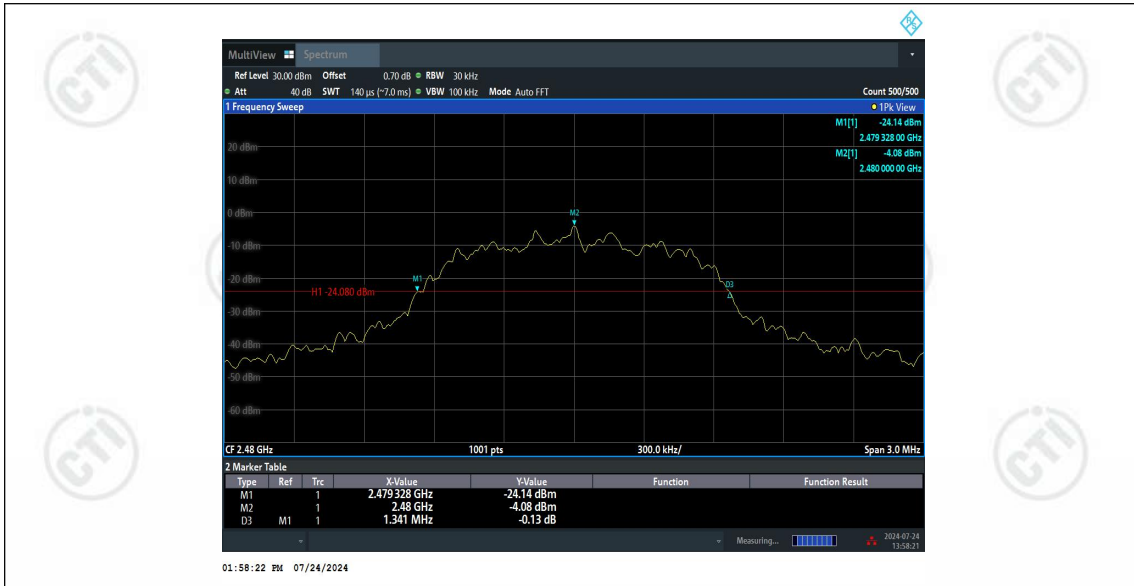 R S
MultiView Spectrum
Ref Level 30.00 dBm Offset 0.70 dB RBW 30 kHz
Att 40 dB SWT 140 µs (~7.0 ms) VBW 100 kHz Mode Auto FFT Count 500/500
1 Frequency Sweep 1Pk View
M1[1] -24.14 dBm
2.479 328 00 GHz
20 dBm
M2[1] -4.08 dBm
2.480 000 00 GHz
10 dBm
0 dBm
M2
-10 dBm
-20 dBm
M1
D3
H1 -24.080 dBm
-30 dBm
-40 dBm
-50 dBm
-60 dBm
CF 2.48 GHz 1001 pts 300.0 kHz/ Span 3.0 MHz
2 Marker Table
Type Ref Trc X-Value Y-Value Function Function Result
M1 1 2.479 328 GHz -24.14 dBm
M2 1 2.48 GHz -4.08 dBm
D3 M1 1 1.341 MHz -0.13 dB
Measuring... 2024-07-24
13:58:21
01:58:22 PM 07/24/2024
CTI
CTI
CTI
CTI